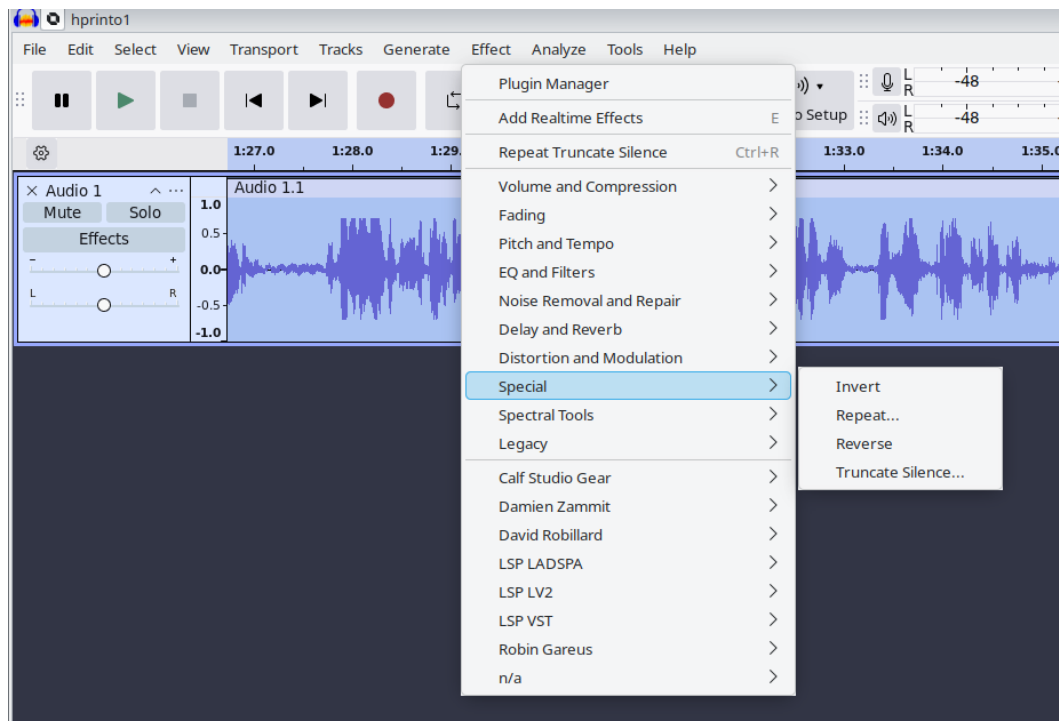 hprinto1
File Edit Select View Transport Tracks Generate Effect Analyze Tools Help
L R -48
Setup L R -48
1:27.0 1:28.0 1:29 1:33.0 1:34.0 1:35.0
Audio 1
Mute Solo
Effects
- +
L R
1.0
0.5
0.0
-0.5
-1.0
Audio 1.1
Plugin Manager
Add Realtime Effects E
Repeat Truncate Silence Ctrl+R
Volume and Compression
Fading
Pitch and Tempo
EQ and Filters
Noise Removal and Repair
Delay and Reverb
Distortion and Modulation
Special
Spectral Tools
Legacy
Calf Studio Gear
Damien Zammit
David Robillard
LSP LADSPA
LSP LV2
LSP VST
Robin Gareus
n/a
Invert
Repeat...
Reverse
Truncate Silence...